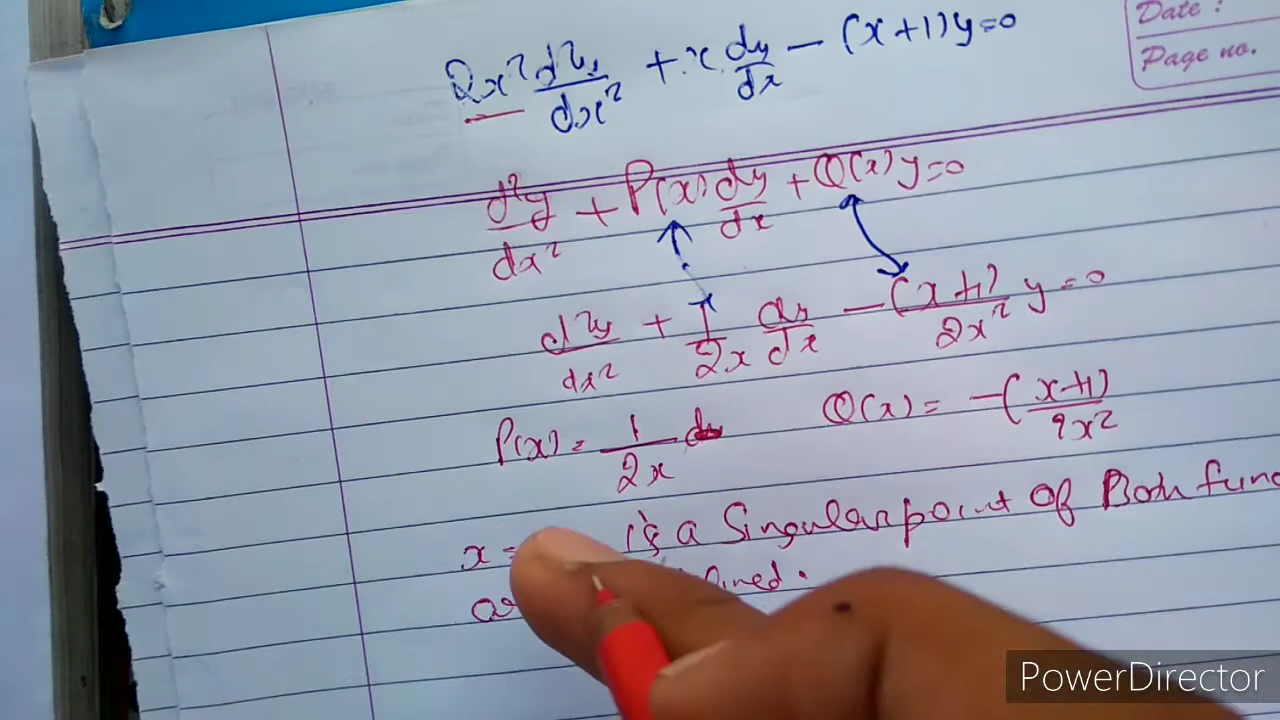 Date :
Page no.
2x² d²y/dx² + x dy/dx - (x+1)y=0
d²y/dx² + P(x) dy/dx + Q(x)y=0
d²y/dx² + 1/2x dy/dx - (x+1)/2x² y=0
P(x)= 1/2x Q(x)= -(x+1)/2x²
x = is a Singular point Of Both func
PowerDirector